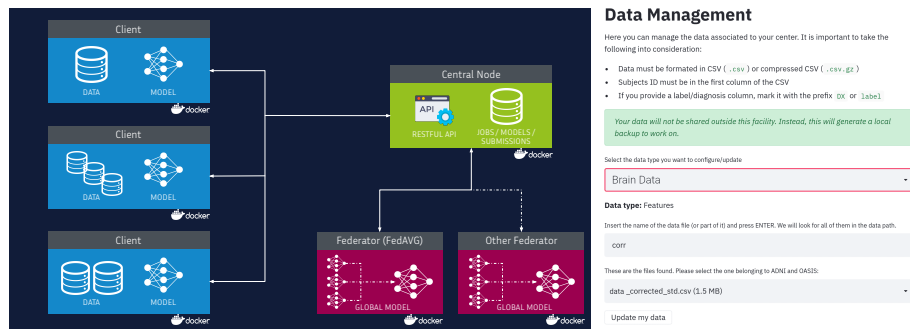 Client
DATA
MODEL
docker
Client
DATA
MODEL
docker
Client
DATA
MODEL
docker
Central Node
API
RESTFUL API
JOBS / MODELS /
SUBMISSIONS
docker
Federator (FedAVG)
GLOBAL MODEL
docker
Other Federator
GLOBAL MODEL
docker
Data Management
Here you can manage the data associated to your center. It is important to take the
following into consideration:
• Data must be formated in CSV ( .csv ) or compressed CSV ( .csv.gz )
• Subjects ID must be in the first column of the CSV
• If you provide a label/diagnosis column, mark it with the prefix DX or label
Your data will not be shared outside this facility. Instead, this will generate a local
backup to work on.
Select the data type you want to configure/update
Brain Data
Data type: Features
Insert the name of the data file (or part of it) and press ENTER. We will look for all of them in the data path.
corr
These are the files found. Please select the one belonging to ADNI and OASIS:
data _corrected_std.csv (1.5 MB)
Update my data